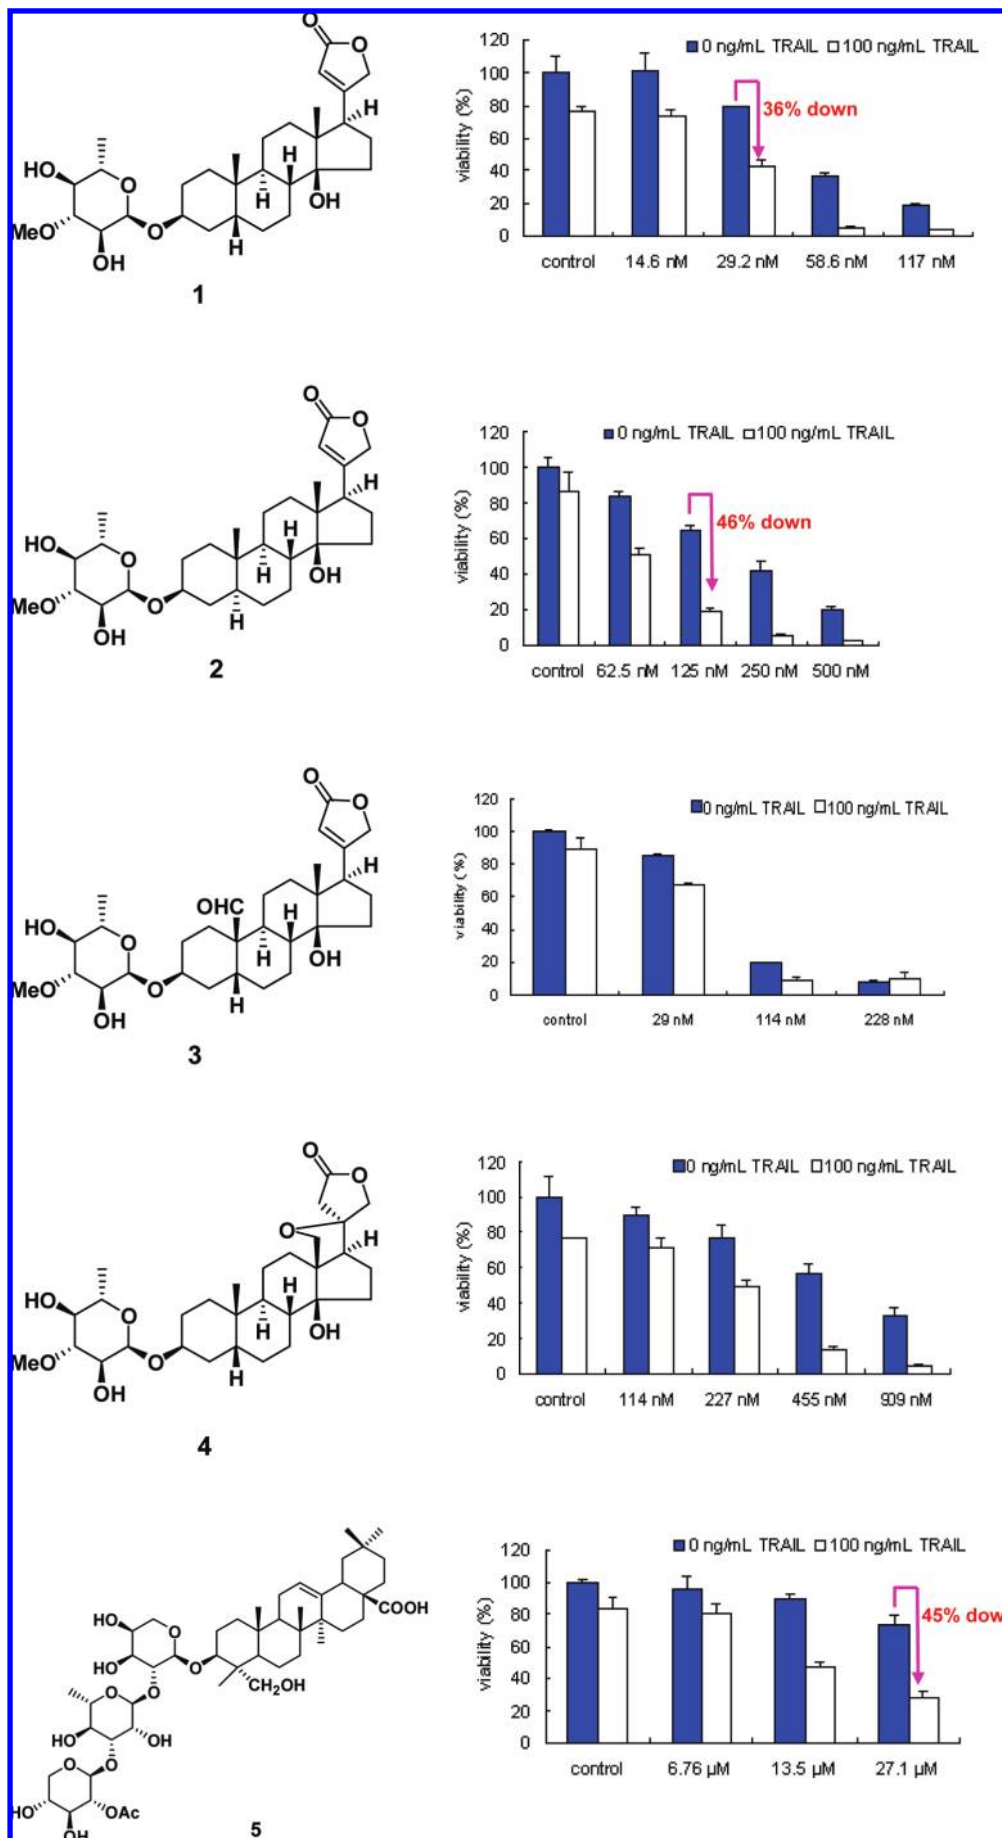 O
O
H
H
H
OH
H
HO
O
MeO
OH
O
1
viability (%)
120
100
80
60
40
20
0
0 ng/mL TRAIL 100 ng/mL TRAIL
36% down
control 14.6 nM 29.2 nM 58.6 nM 117 nM
O
O
H
H
H
OH
H
HO
O
MeO
OH
O
2
viability (%)
120
100
80
60
40
20
0
0 ng/mL TRAIL 100 ng/mL TRAIL
46% down
control 62.5 nM 125 nM 250 nM 500 nM
O
O
H
OHC
H
H
OH
H
HO
O
MeO
OH
O
3
viability (%)
120
100
80
60
40
20
0
0 ng/mL TRAIL 100 ng/mL TRAIL
control 29 nM 114 nM 228 nM
O
O
O
H
H
H
OH
H
HO
O
MeO
OH
O
4
viability (%)
120
100
80
60
40
20
0
0 ng/mL TRAIL 100 ng/mL TRAIL
control 114 nM 227 nM 455 nM 909 nM
COOH
HO
O
HO
O
O
CH2OH
O
O
HO
OH
O
O
O
HO
OH
OAc
5
viability (%)
120
100
80
60
40
20
0
0 ng/mL TRAIL 100 ng/mL TRAIL
45% dow
control 6.76 μM 13.5 μM 27.1 μM